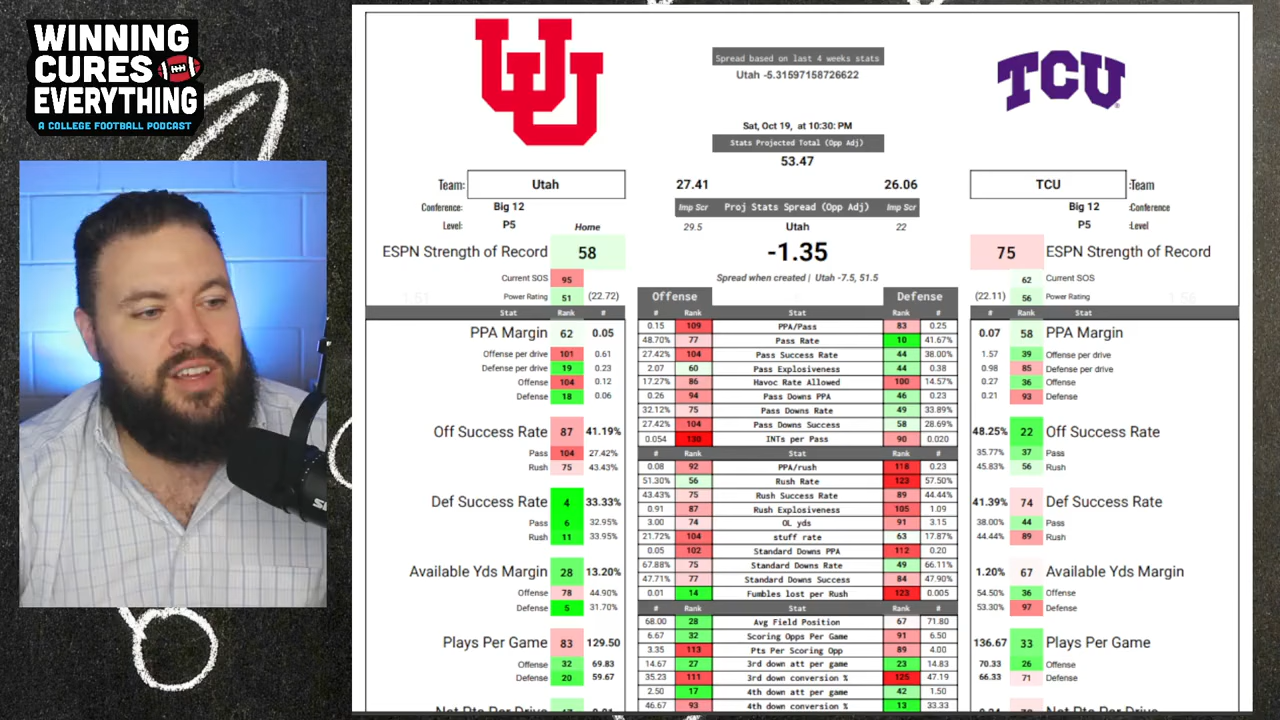 WINNING
CURES
EVERYTHING
A COLLEGE FOOTBALL PODCAST
Spread based on last 4 weeks stats
Utah -5.31597158726622
TCU
Sat, Oct 19, at 10:30: PM
Stats Projected Total (Opp Adj)
53.47
Team: Utah 27.41 26.06 TCU :Team
Conference: Big 12 Imp Scr Proj Stats Spread (Opp Adj) Imp Scr Big 12 :Conference
Level: P5 Home 29.5 Utah 22 P5 :Level
ESPN Strength of Record 58 -1.35 75 ESPN Strength of Record
Current SOS 95 Spread when created | Utah -7.5, 51.5 62 Current SOS
Power Rating 51 (22.72) (22.11) 56 Power Rating
Offense Defense
Stat Rank # # Rank Stat Rank # # Rank Stat
PPA Margin 62 0.05 0.15 109 PPA/Pass 83 0.25 0.07 58 PPA Margin
48.70% 77 Pass Rate 10 41.67%
Offense per drive 101 0.61 27.42% 104 Pass Success Rate 44 38.00% 1.57 39 Offense per drive
Defense per drive 19 0.23 2.07 60 Pass Explosiveness 44 0.38 0.98 85 Defense per drive
Offense 104 0.12 17.27% 86 Havoc Rate Allowed 100 14.57% 0.27 36 Offense
Defense 18 0.06 0.26 94 Pass Downs PPA 46 0.23 0.21 93 Defense
32.12% 75 Pass Downs Rate 49 33.89%
Off Success Rate 87 41.19% 27.42% 104 Pass Downs Success 58 28.69% 48.25% 22 Off Success Rate
0.054 130 INTs per Pass 90 0.020
Pass 104 27.42% # Rank Stat Rank # 35.77% 37 Pass
Rush 75 43.43% 0.08 92 PPA/rush 118 0.23 45.83% 56 Rush
51.30% 56 Rush Rate 123 57.50%
Def Success Rate 4 33.33% 43.43% 75 Rush Success Rate 89 44.44% 41.39% 74 Def Success Rate
0.91 87 Rush Explosiveness 105 1.09
Pass 6 32.95% 3.00 74 OL yds 91 3.15 38.00% 44 Pass
Rush 11 33.95% 21.72% 104 stuff rate 63 17.87% 44.44% 89 Rush
0.05 102 Standard Downs PPA 112 0.20
Available Yds Margin 28 13.20% 67.88% 75 Standard Downs Rate 49 66.11% 1.20% 67 Available Yds Margin
47.71% 77 Standard Downs Success 84 47.90%
Offense 78 44.90% 0.01 14 Fumbles lost per Rush 123 0.005 54.50% 36 Offense
Defense 5 31.70% # Rank Stat Rank # 53.30% 97 Defense
68.00 28 Avg Field Position 67 71.80
Plays Per Game 83 129.50 6.67 32 Scoring Opps Per Game 91 6.50 136.67 33 Plays Per Game
3.35 113 Pts Per Scoring Opp 89 4.00
Offense 32 69.83 14.67 27 3rd down att per game 23 14.83 70.33 26 Offense
Defense 20 59.67 35.23 111 3rd down conversion % 125 47.19 66.33 71 Defense
2.50 17 4th down att per game 42 1.50
46.67 93 4th down conversion % 13 33.33